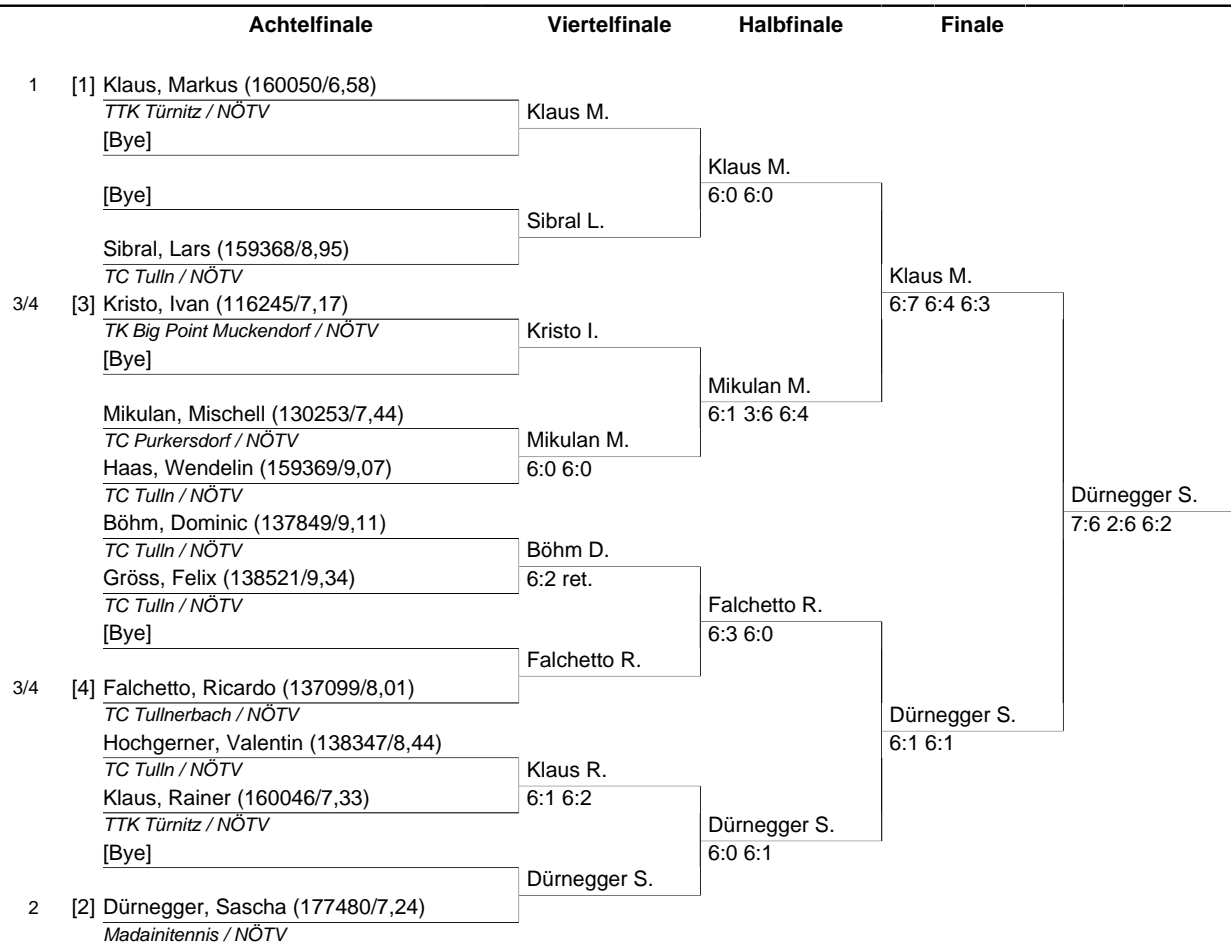 Achtelfinale Viertelfinale Halbfinale Finale
1 [1] Klaus, Markus (160050/6,58)
TTK Türnitz / NÖTV Klaus M.
[Bye]
Klaus M.
[Bye] 6:0 6:0
Sibral L.
Sibral, Lars (159368/8,95)
TC Tulln / NÖTV Klaus M.
3/4 [3] Kristo, Ivan (116245/7,17) 6:7 6:4 6:3
TK Big Point Muckendorf / NÖTV Kristo I.
[Bye]
Mikulan M.
Mikulan, Mischell (130253/7,44) 6:1 3:6 6:4
TC Purkersdorf / NÖTV Mikulan M.
Haas, Wendelin (159369/9,07) 6:0 6:0
TC Tulln / NÖTV Dürnegger S.
Böhm, Dominic (137849/9,11) 7:6 2:6 6:2
TC Tulln / NÖTV Böhm D.
Gröss, Felix (138521/9,34) 6:2 ret.
TC Tulln / NÖTV Falchetto R.
[Bye] 6:3 6:0
Falchetto R.
3/4 [4] Falchetto, Ricardo (137099/8,01)
TC Tullnerbach / NÖTV Dürnegger S.
Hochgerner, Valentin (138347/8,44) 6:1 6:1
TC Tulln / NÖTV Klaus R.
Klaus, Rainer (160046/7,33) 6:1 6:2
TTK Türnitz / NÖTV Dürnegger S.
[Bye] 6:0 6:1
Dürnegger S.
2 [2] Dürnegger, Sascha (177480/7,24)
Madainitennis / NÖTV